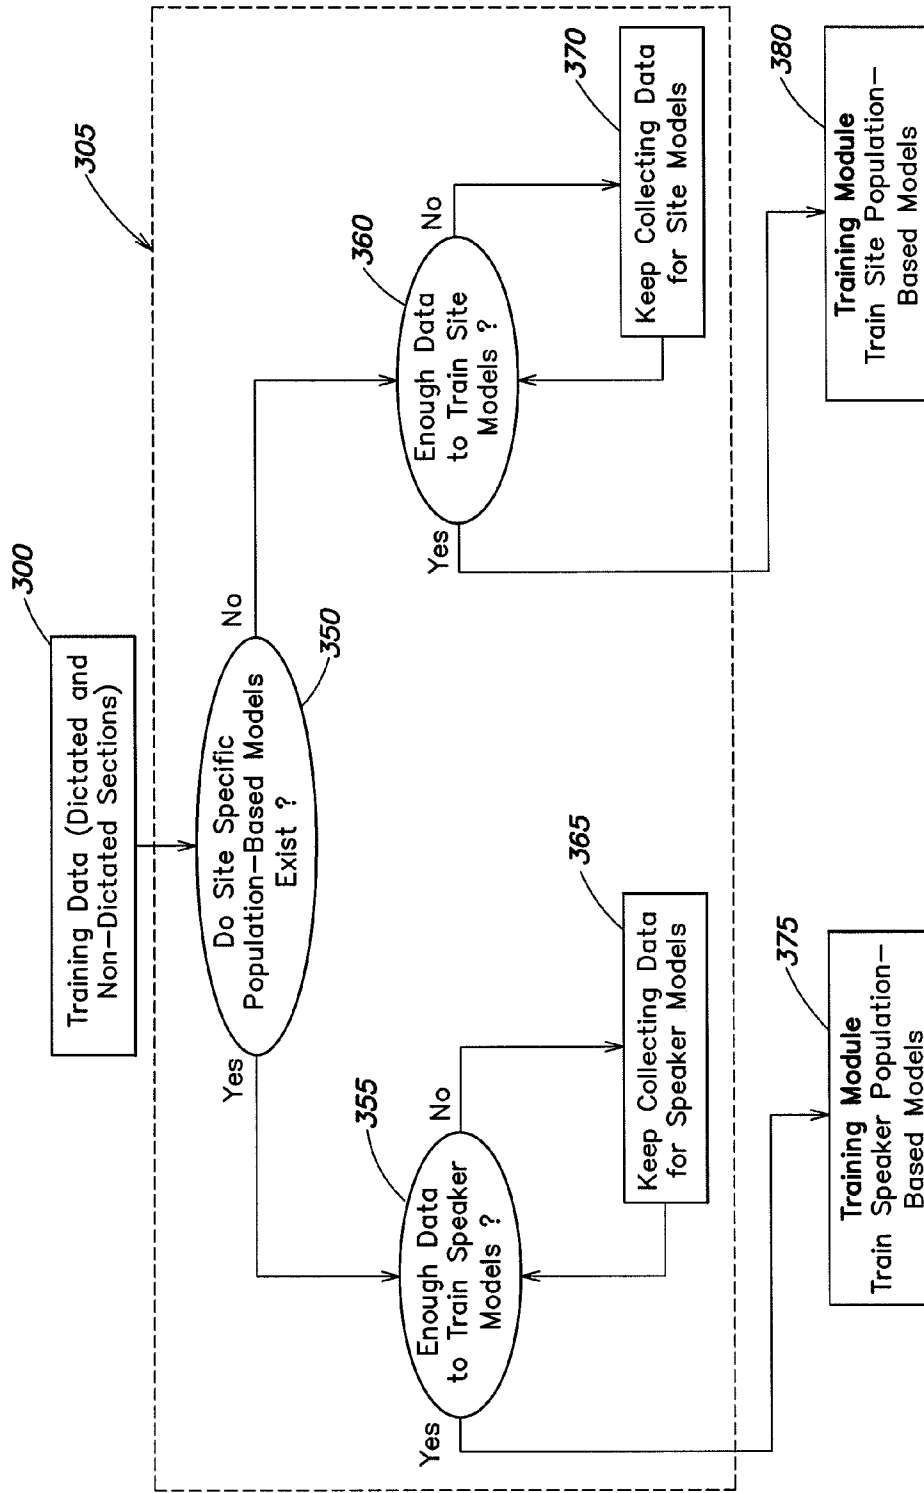 300
Training Data (Dictated and
Non-Dictated Sections)
305
Do Site Specific
Population-Based Models
Exist ?
350
Yes
No
355
Enough Data
to Train Speaker
Models ?
Yes
No
360
Enough Data
to Train Site
Models ?
Yes
No
365
Keep Collecting Data
for Speaker Models
370
Keep Collecting Data
for Site Models
375
Training Module
Train Speaker Population-
Based Models
380
Training Module
Train Site Population-
Based Models